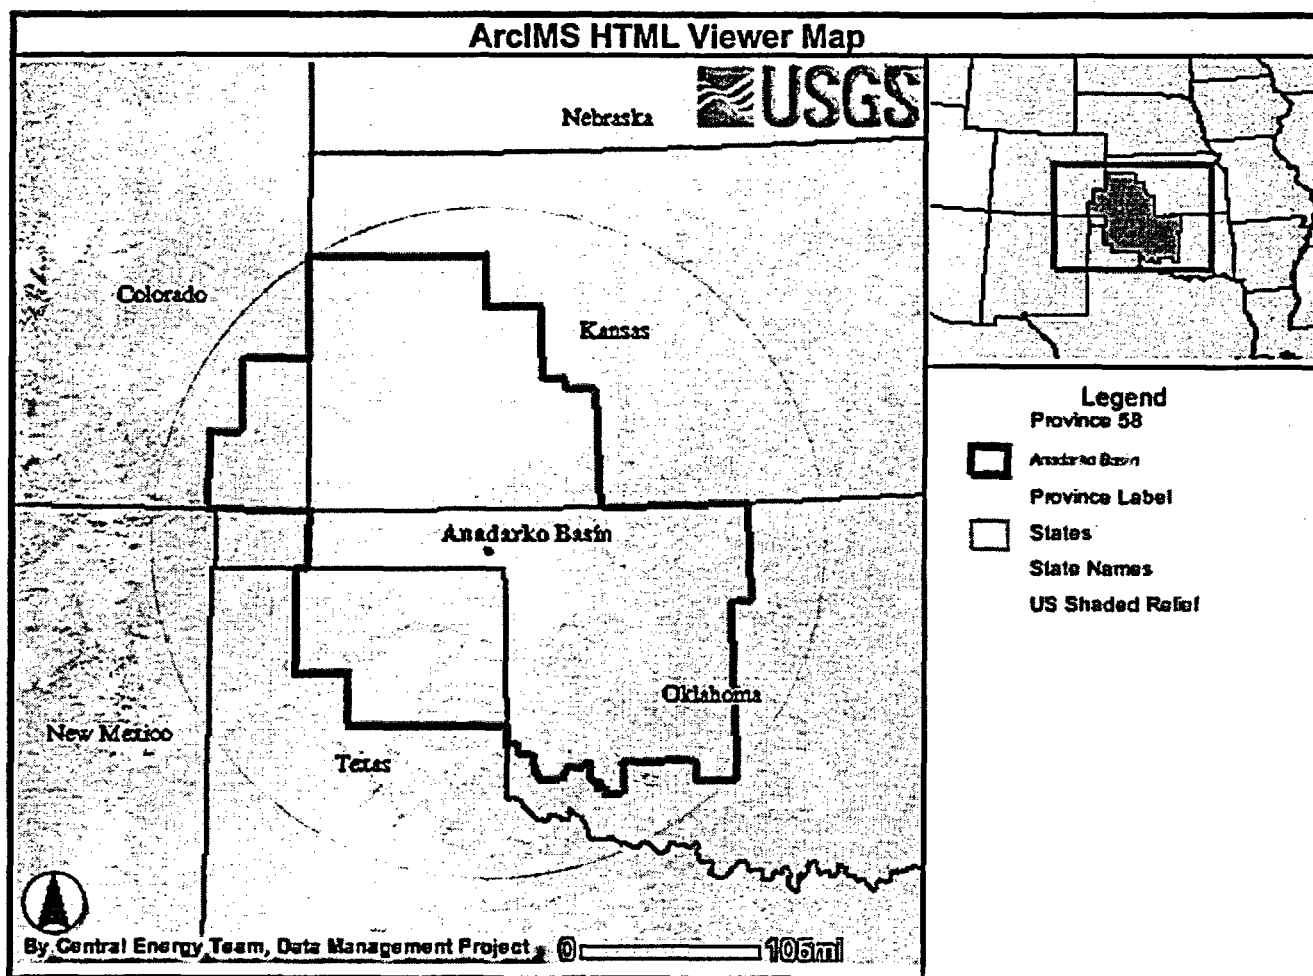 ArcIMS HTML Viewer Map
USGS
Nebraska
Colorado
Kansas
Anadarko Basin
Oklahoma
New Mexico
Texas
By Central Energy Team, Data Management Project
0 106mi
Legend
Province 58
Anadarko Basin
Province Label
States
State Names
US Shaded Relief